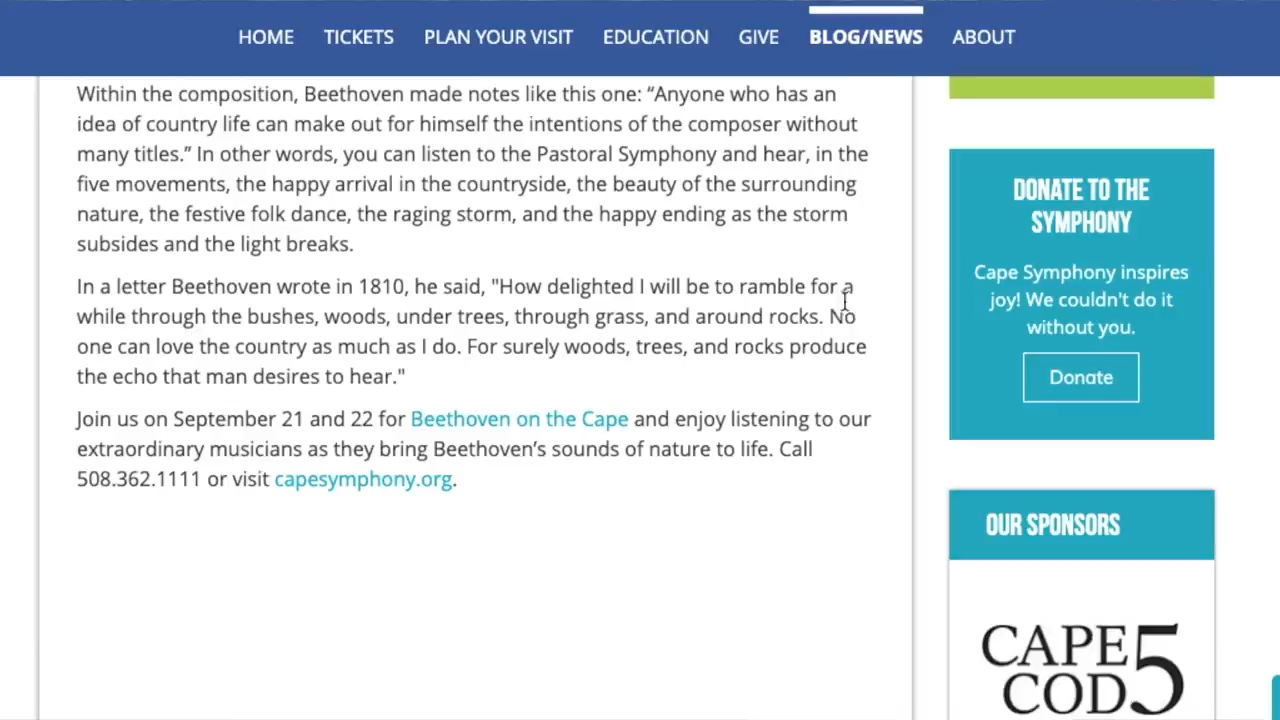 HOME TICKETS PLAN YOUR VISIT EDUCATION GIVE BLOG/NEWS ABOUT
Within the composition, Beethoven made notes like this one: “Anyone who has an
idea of country life can make out for himself the intentions of the composer without
many titles.” In other words, you can listen to the Pastoral Symphony and hear, in the
five movements, the happy arrival in the countryside, the beauty of the surrounding
nature, the festive folk dance, the raging storm, and the happy ending as the storm
subsides and the light breaks.
In a letter Beethoven wrote in 1810, he said, "How delighted I will be to ramble for a
while through the bushes, woods, under trees, through grass, and around rocks. No
one can love the country as much as I do. For surely woods, trees, and rocks produce
the echo that man desires to hear."
Join us on September 21 and 22 for Beethoven on the Cape and enjoy listening to our
extraordinary musicians as they bring Beethoven’s sounds of nature to life. Call
508.362.1111 or visit capesymphony.org.
DONATE TO THE
SYMPHONY
Cape Symphony inspires
joy! We couldn't do it
without you.
Donate
OUR SPONSORS
CAPE
COD 5